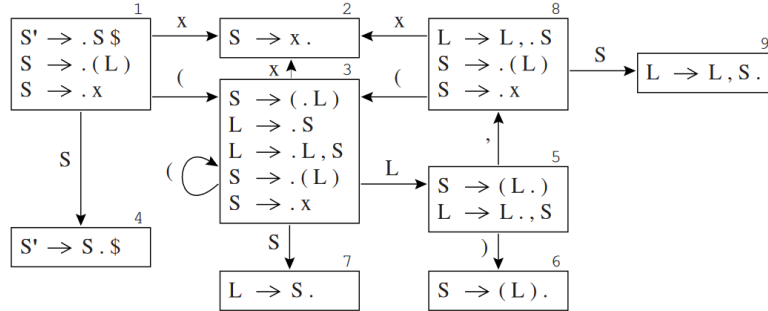 1
S' → . S $
S → . ( L )
S → . x
x
(
S
2
S → x .
x
3
S → ( . L )
L → . S
L → . L , S
S → . ( L )
S → . x
(
L
S
x
(
8
L → L , . S
S → . ( L )
S → . x
S
9
L → L , S .
,
5
S → ( L . )
L → L . , S
)
4
S' → S . $
7
L → S .
6
S → ( L ) .